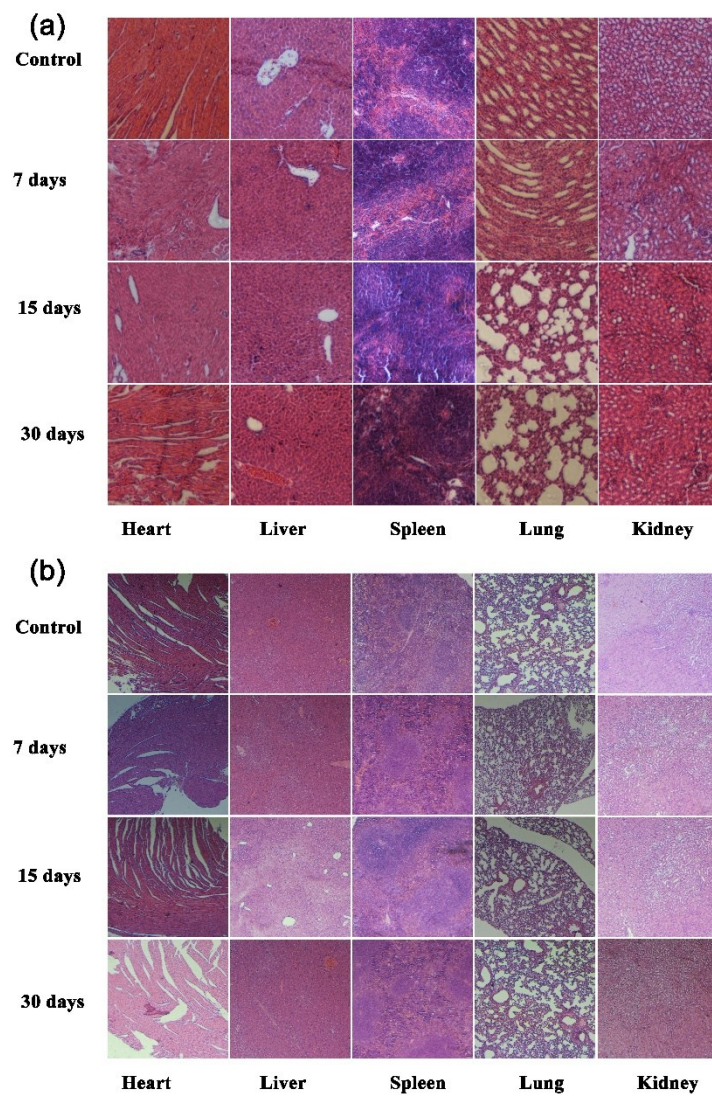 (a)
Control
7 days
15 days
30 days
Heart Liver Spleen Lung Kidney
(b)
Control
7 days
15 days
30 days
Heart Liver Spleen Lung Kidney